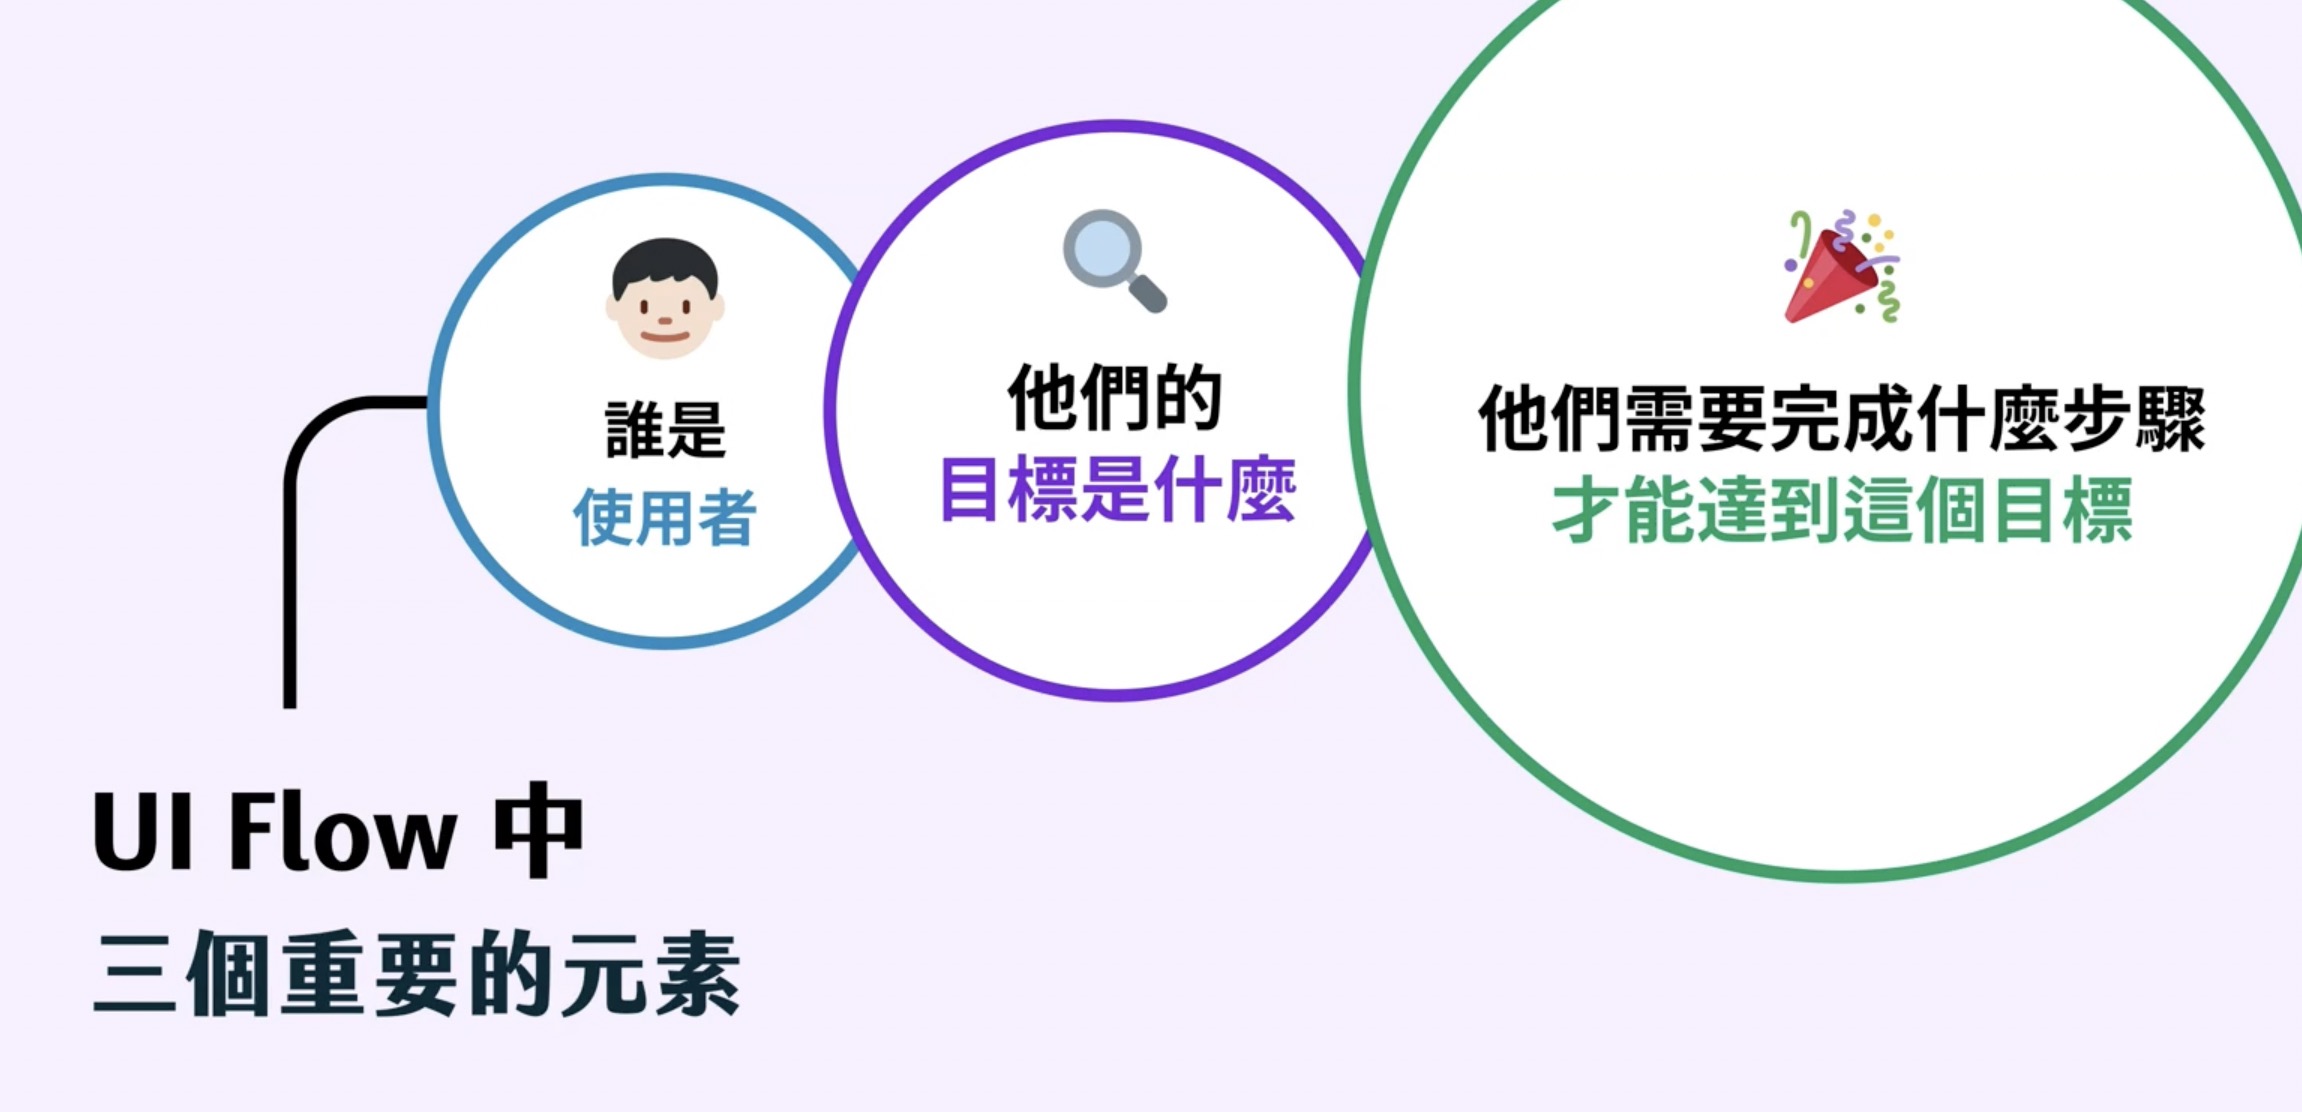 誰是
使用者
他們的
目標是什麼
他們需要完成什麼步驟
才能達到這個目標
UI Flow 中
三個重要的元素